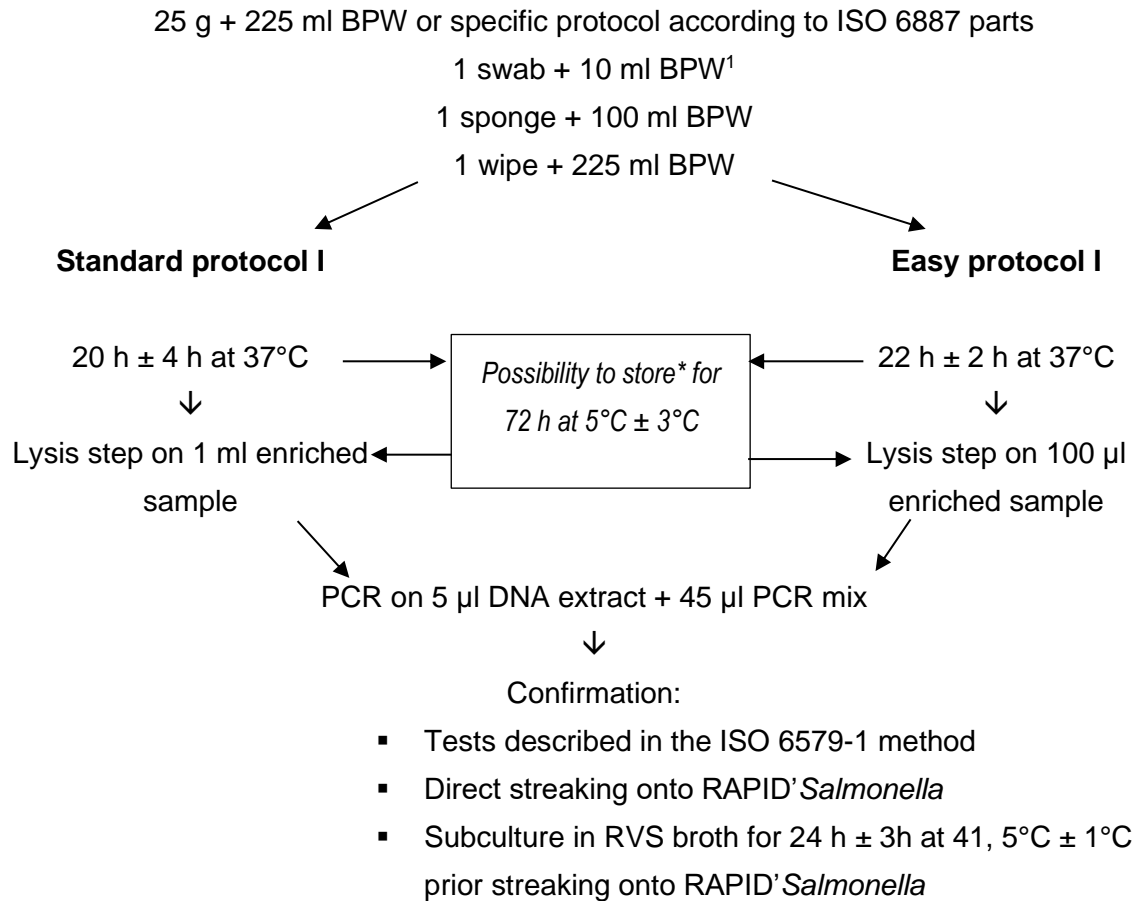 25 g + 225 ml BPW or specific protocol according to ISO 6887 parts
1 swab + 10 ml BPW¹
1 sponge + 100 ml BPW
1 wipe + 225 ml BPW
Standard protocol I
Easy protocol I
20 h ± 4 h at 37°C
Possibility to store* for
72 h at 5°C ± 3°C
22 h ± 2 h at 37°C
Lysis step on 1 ml enriched
sample
Lysis step on 100 µl
enriched sample
PCR on 5 µl DNA extract + 45 µl PCR mix
Confirmation:
▪ Tests described in the ISO 6579-1 method
▪ Direct streaking onto RAPID’Salmonella
▪ Subculture in RVS broth for 24 h ± 3h at 41, 5°C ± 1°C
prior streaking onto RAPID’Salmonella